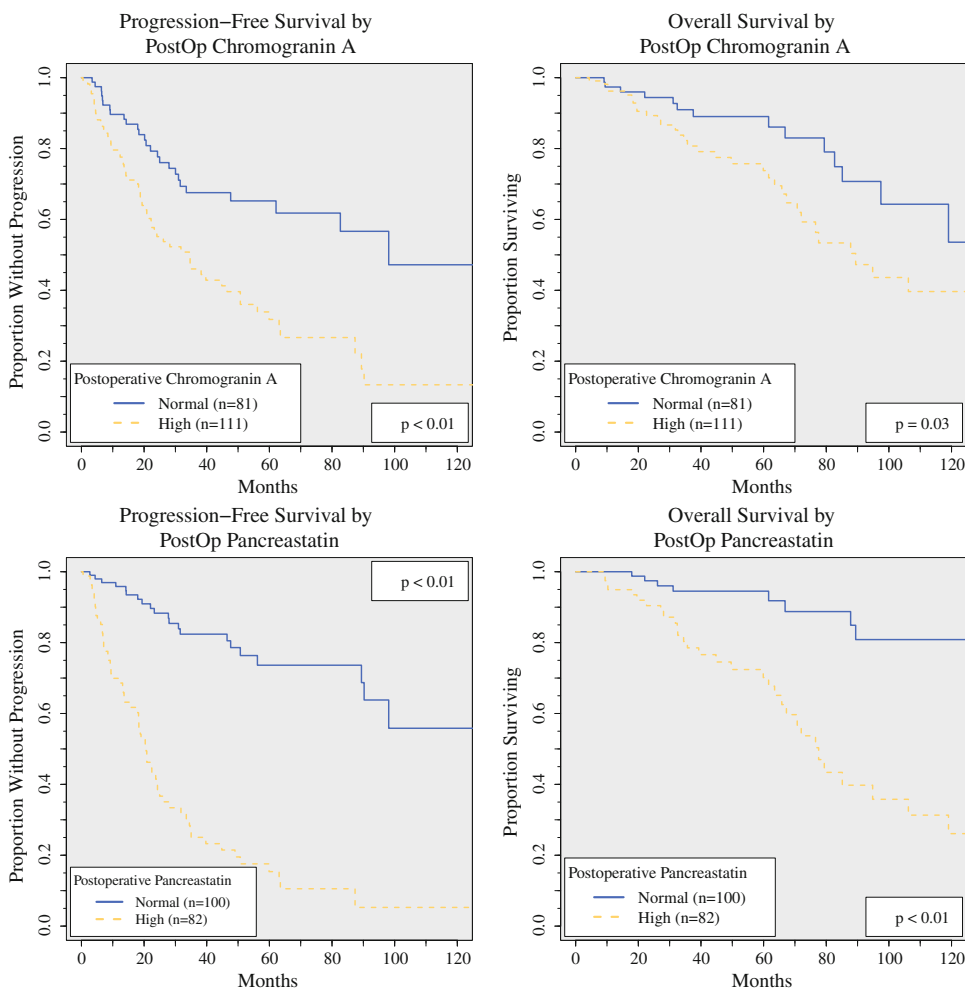 Progression−Free Survival by
PostOp Chromogranin A
Proportion Without Progression
1.0
0.8
0.6
0.4
0.2
0.0
Postoperative Chromogranin A
Normal (n=81)
High (n=111)
p < 0.01
0 20 40 60 80 100 120
Months
Overall Survival by
PostOp Chromogranin A
Proportion Surviving
1.0
0.8
0.6
0.4
0.2
0.0
Postoperative Chromogranin A
Normal (n=81)
High (n=111)
p = 0.03
0 20 40 60 80 100 120
Months
Progression−Free Survival by
PostOp Pancreastatin
Proportion Without Progression
1.0
0.8
0.6
0.4
0.2
0.0
p < 0.01
Postoperative Pancreastatin
Normal (n=100)
High (n=82)
0 20 40 60 80 100 120
Months
Overall Survival by
PostOp Pancreastatin
Proportion Surviving
1.0
0.8
0.6
0.4
0.2
0.0
Postoperative Pancreastatin
Normal (n=100)
High (n=82)
p < 0.01
0 20 40 60 80 100 120
Months